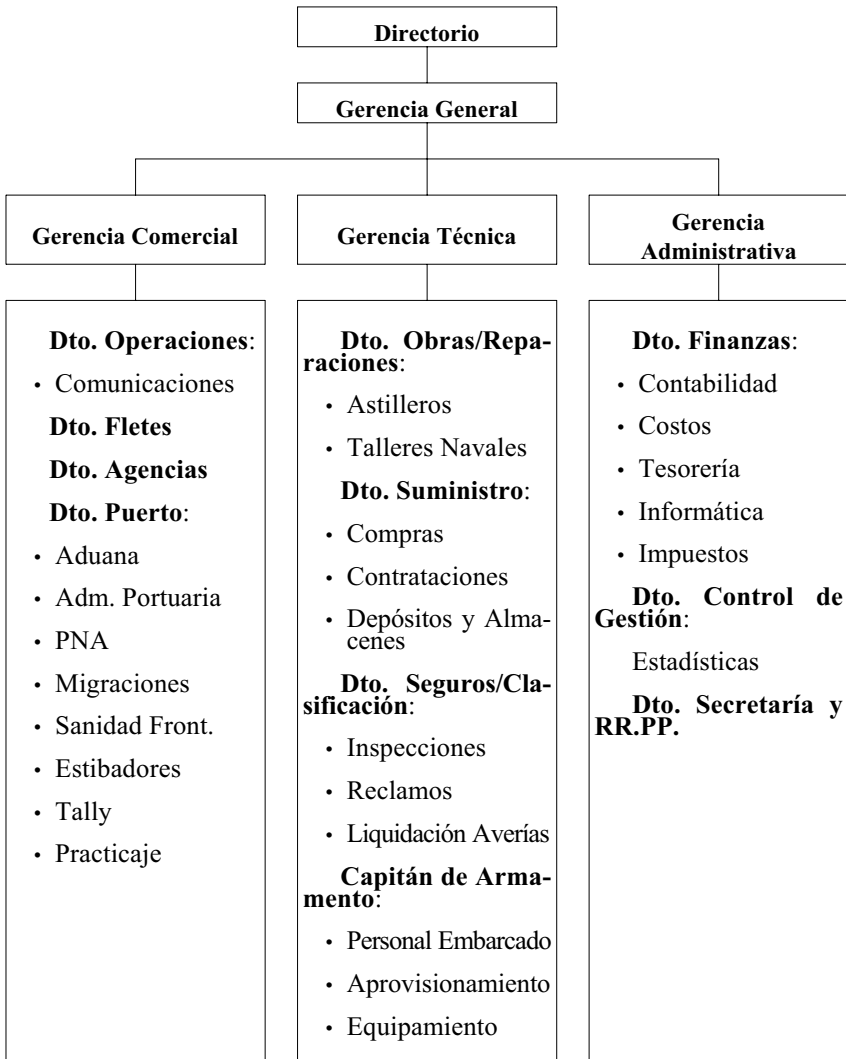 Directorio
Gerencia General
Gerencia Comercial
Gerencia Técnica
Gerencia
Administrativa
Dto. Operaciones:
• Comunicaciones
Dto. Fletes
Dto. Agencias
Dto. Puerto:
• Aduana
• Adm. Portuaria
• PNA
• Migraciones
• Sanidad Front.
• Estibadores
• Tally
• Practicaje
Dto. Obras/Repa-
raciones:
• Astilleros
• Talleres Navales
Dto. Suministro:
• Compras
• Contrataciones
• Depósitos y Alma-
cenes
Dto. Seguros/Cla-
sificación:
• Inspecciones
• Reclamos
• Liquidación Averías
Capitán de Arma-
mento:
• Personal Embarcado
• Aprovisionamiento
• Equipamiento
Dto. Finanzas:
• Contabilidad
• Costos
• Tesorería
• Informática
• Impuestos
Dto. Control de
Gestión:
Estadísticas
Dto. Secretaría y
RR.PP.